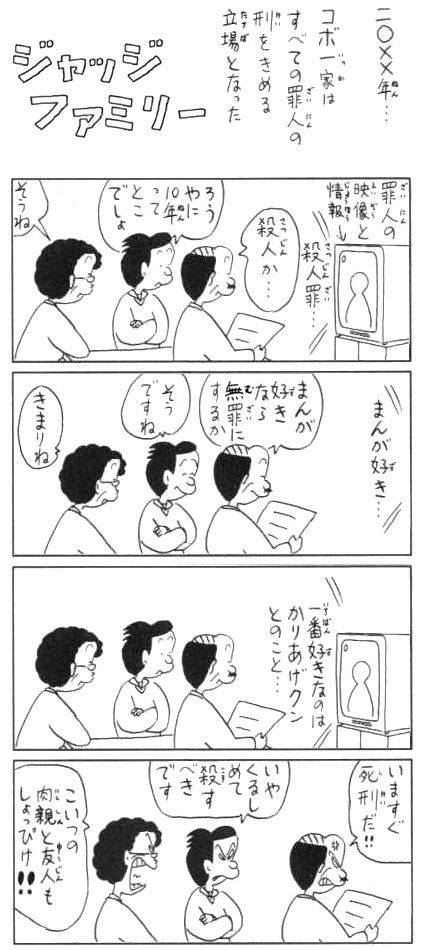 二〇××年…
コボ一家は
すべての罪人の
刑をきめる
立場となった
ジャッジ
ファミリー
罪人の
映像と
情報
殺人罪…
殺人か…
ろう
やに
10年
って
とこ
でしょ
そうね
まんが好き…
まんが
好き
なら
無罪に
するか
そう
ですね
きまりね
一番好きなのは
かりあげクン
とのこと…
いますぐ
死刑だ!!
いや
くるし
めて
殺す
べき
です
こいつの
肉親と友人も
しょっぴけ!!